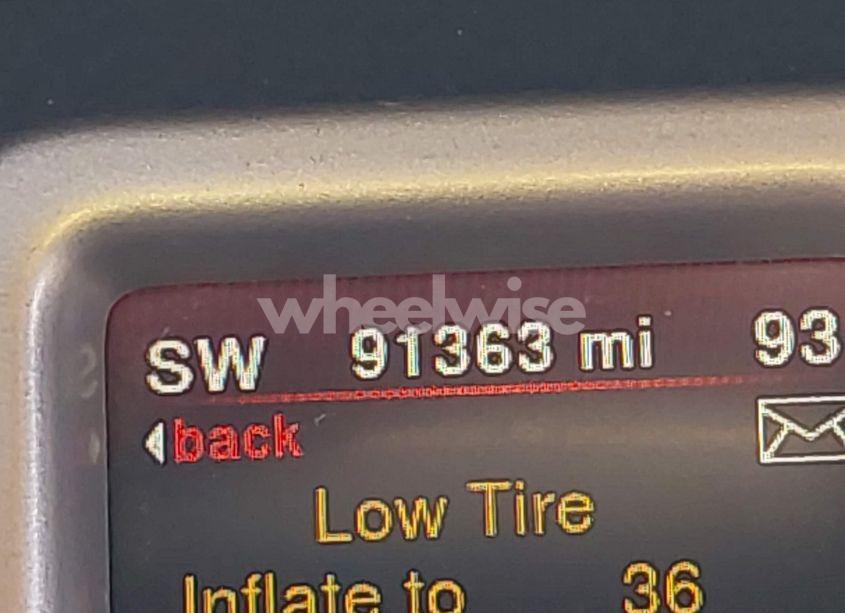 wheelwise
SW 91363 mi 93
back
Low Tire
Inflate to 36